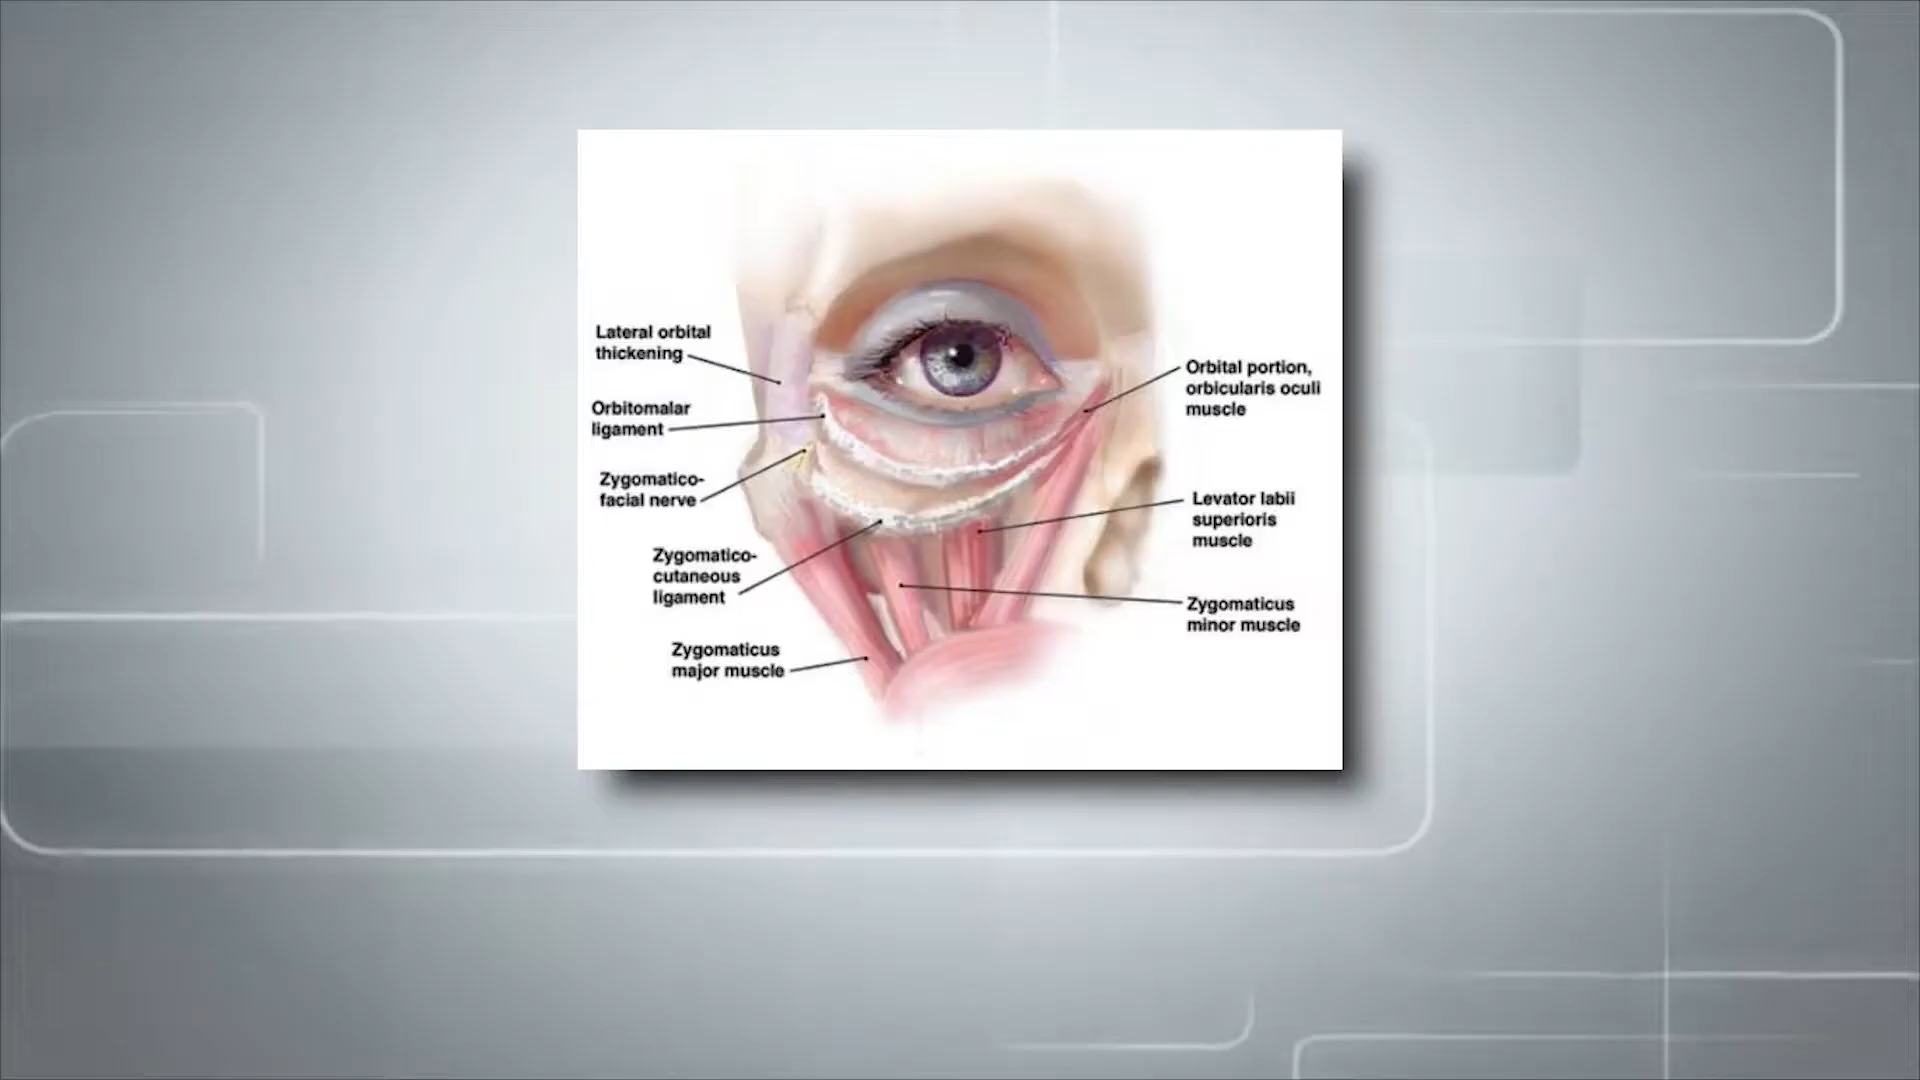 Lateral orbital
thickening
Orbitomalar
ligament
Zygomatico-
facial nerve
Zygomatico-
cutaneous
ligament
Zygomaticus
major muscle
Orbital portion,
orbicularis oculi
muscle
Levator labii
superioris
muscle
Zygomaticus
minor muscle